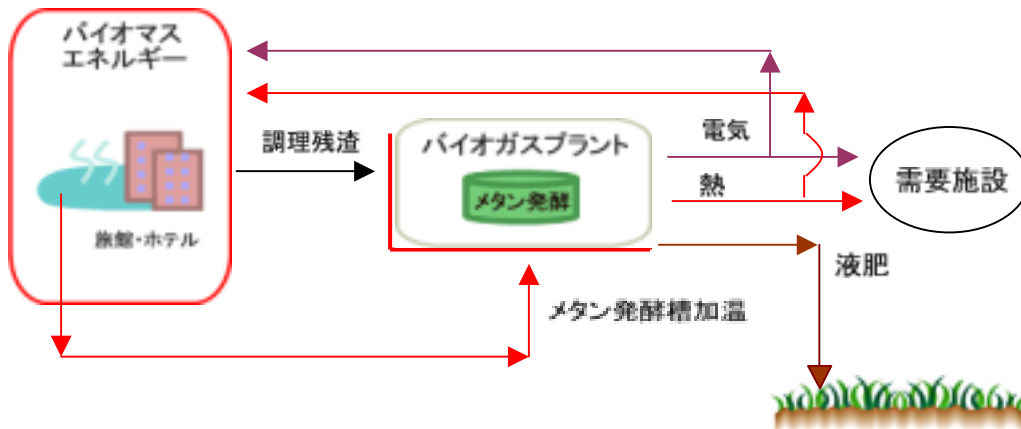 バイオマス
エネルギー
旅館・ホテル
調理残渣
バイオガスプラント
メタン発酵
電気
熱
需要施設
液肥
メタン発酵槽加温